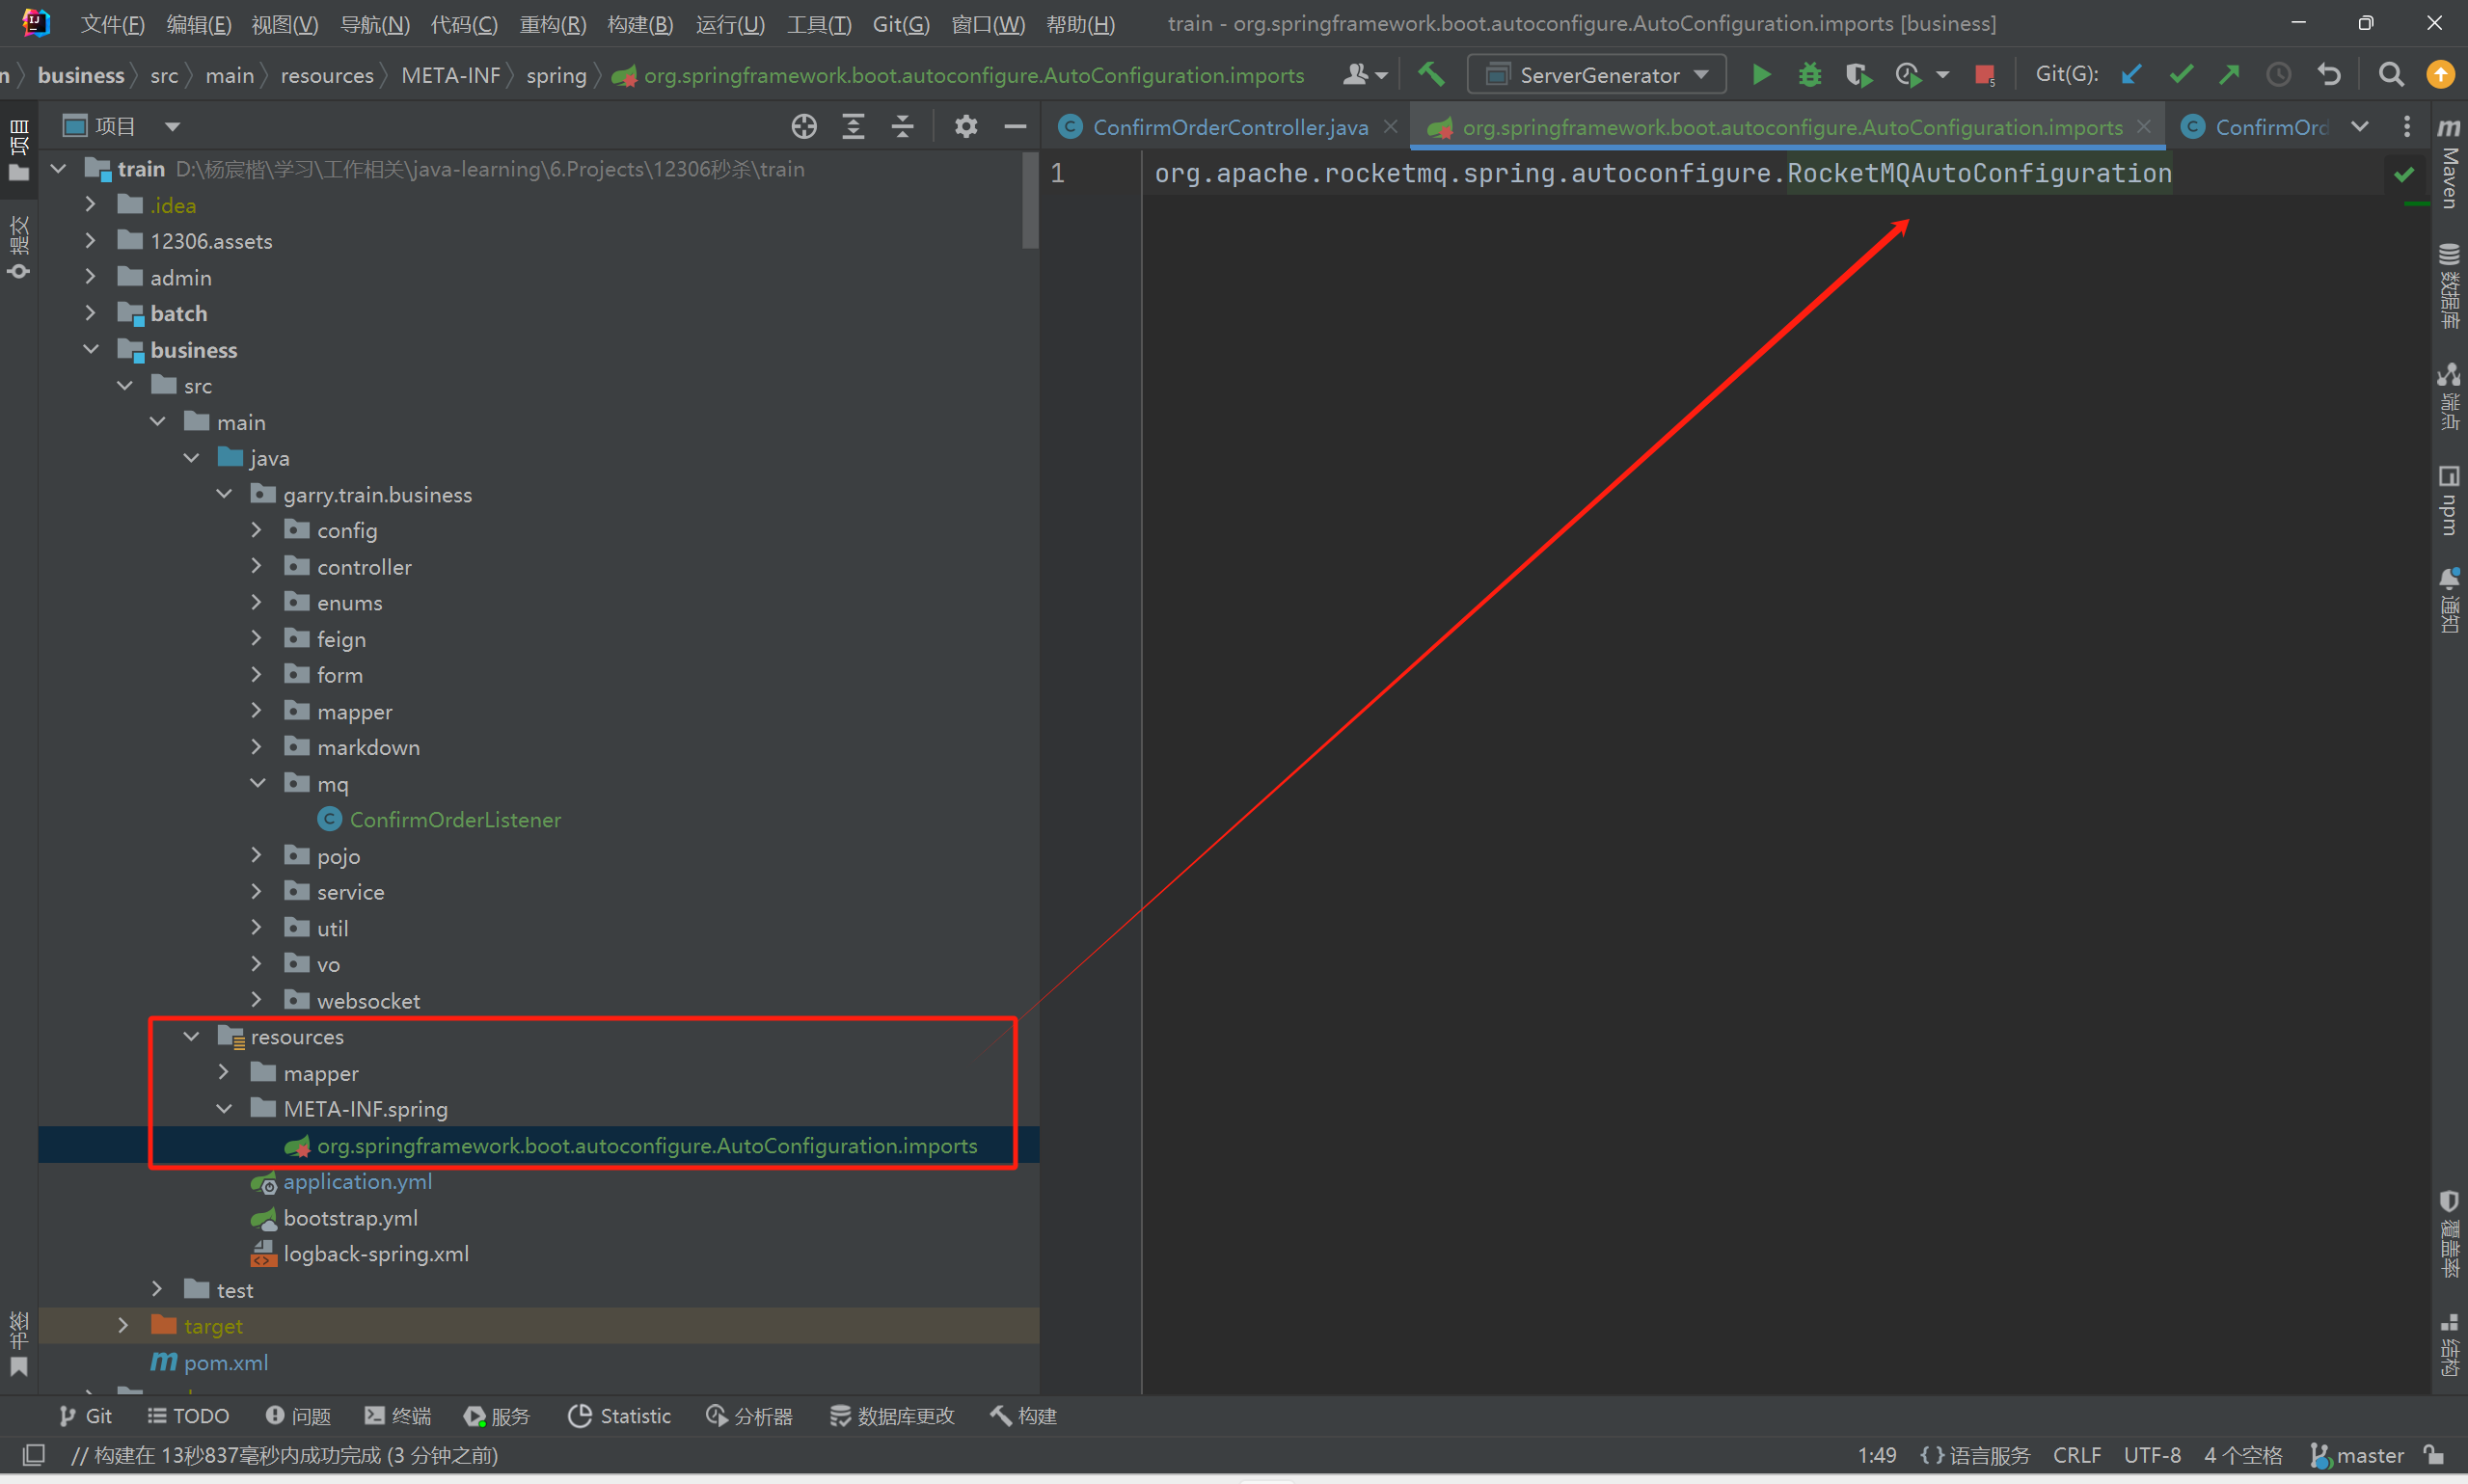 文件(F) 编辑(E) 视图(V) 导航(N) 代码(C) 重构(R) 构建(B) 运行(U) 工具(T) Git(G) 窗口(W) 帮助(H) train - org.springframework.boot.autoconfigure.AutoConfiguration.imports [business]
n business src main resources META-INF spring org.springframework.boot.autoconfigure.AutoConfiguration.imports ServerGenerator 5 Git(G):
项目 ConfirmOrderController.java org.springframework.boot.autoconfigure.AutoConfiguration.imports ConfirmOrd
项目
提交
书签
train D:\杨宸楷\学习\工作相关\java-learning\6.Projects\12306秒杀\train
.idea
12306.assets
admin
batch
business
src
main
java
garry.train.business
config
controller
enums
feign
form
mapper
markdown
mq
ConfirmOrderListener
pojo
service
util
vo
websocket
resources
mapper
META-INF.spring
org.springframework.boot.autoconfigure.AutoConfiguration.imports
application.yml
bootstrap.yml
logback-spring.xml
test
target
pom.xml
1 org.apache.rocketmq.spring.autoconfigure.RocketMQAutoConfiguration
Maven
数据库
端点
npm
通知
覆盖率
结构
Git TODO 问题 终端 服务 Statistic 分析器 数据库更改 构建
// 构建在 13秒837毫秒内成功完成 (3 分钟之前) 1:49 语言服务 CRLF UTF-8 4 个空格 master